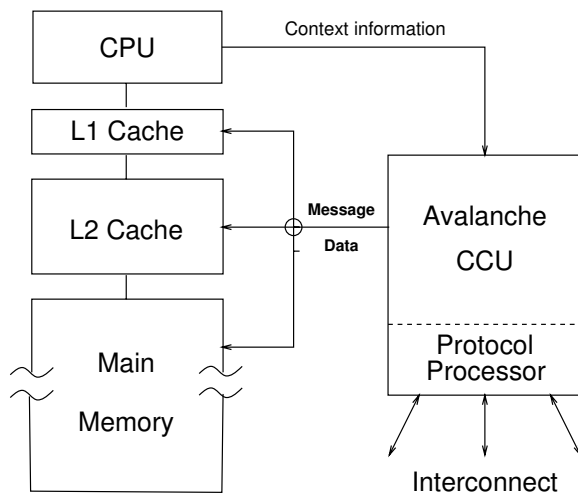 Context information
CPU
L1 Cache
L2 Cache
Message
Data
Avalanche
CCU
Main
Memory
Protocol
Processor
Interconnect